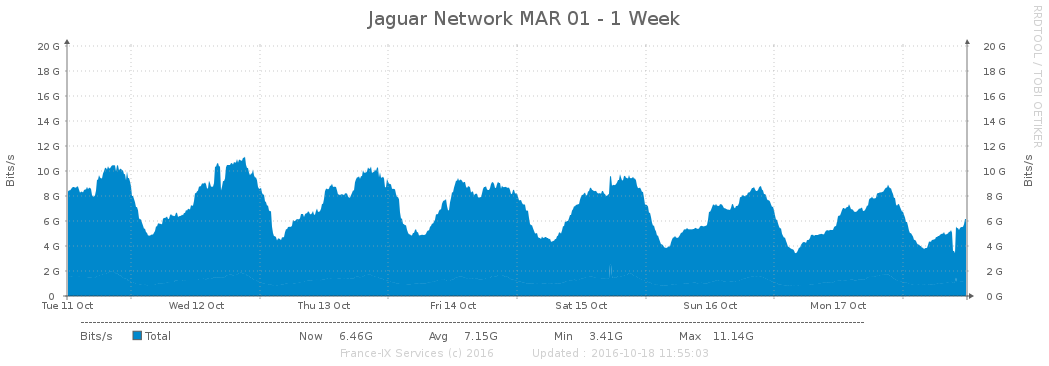 Jaguar Network MAR 01 - 1 Week
RRDTOOL / TOBI OETIKER
Bits/s
Bits/s
20 G 20 G
18 G 18 G
16 G 16 G
14 G 14 G
12 G 12 G
10 G 10 G
8 G 8 G
6 G 6 G
4 G 4 G
2 G 2 G
0 0 G
Tue 11 Oct Wed 12 Oct Thu 13 Oct Fri 14 Oct Sat 15 Oct Sun 16 Oct Mon 17 Oct
Bits/s Total Now 6.46G Avg 7.15G Min 3.41G Max 11.14G
France-IX Services (c) 2016 Updated : 2016-10-18 11:55:03